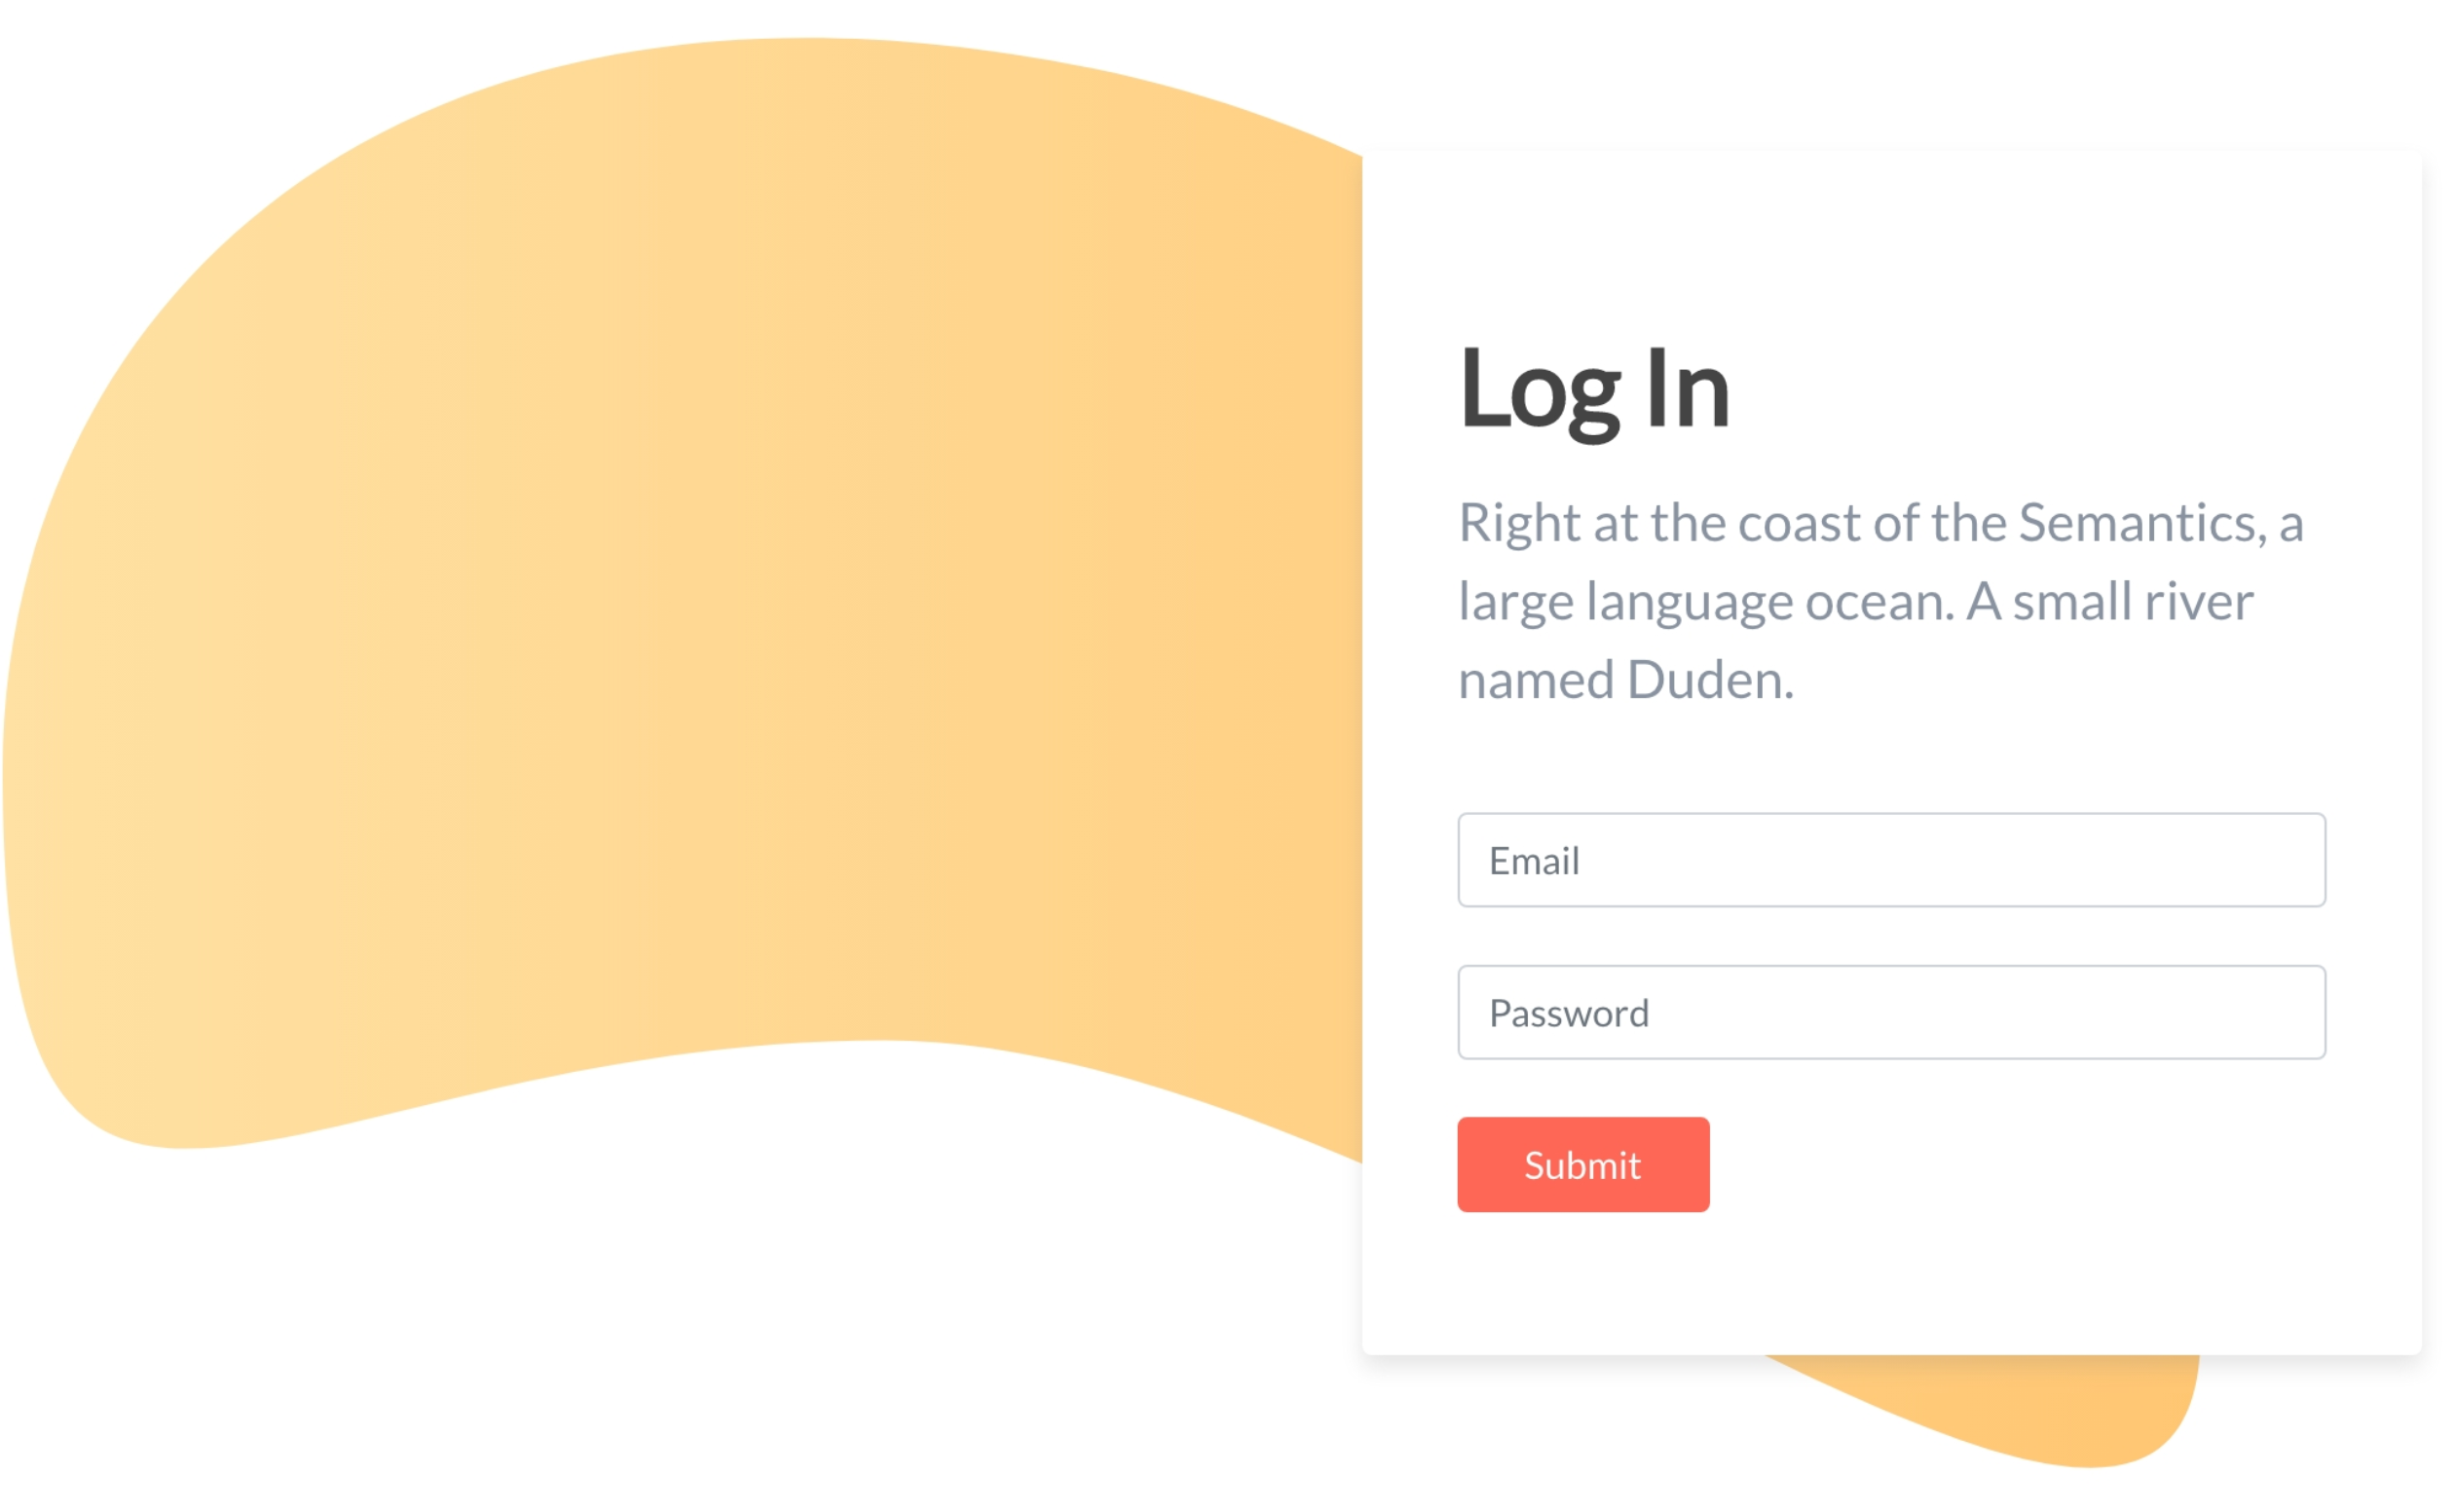 Log In
Right at the coast of the Semantics, a
large language ocean. A small river
named Duden.
Email
Password
Submit